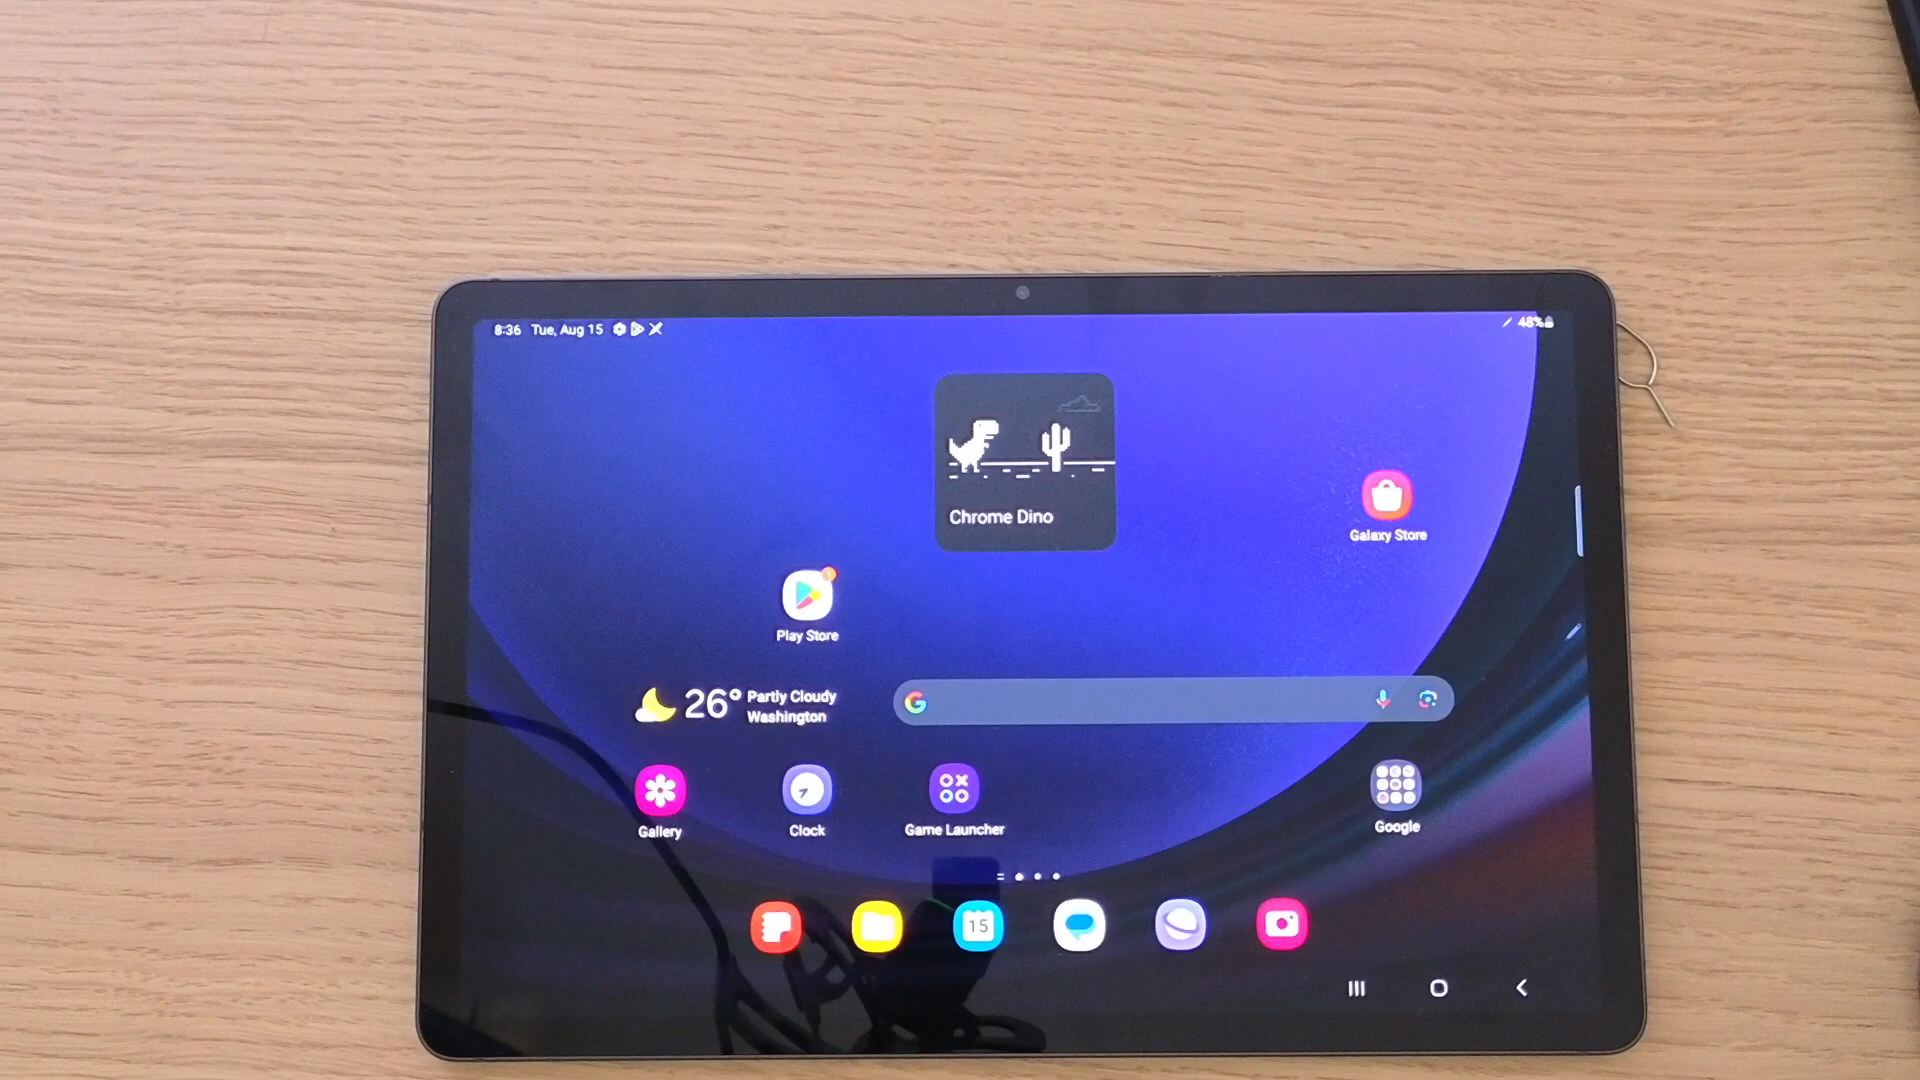 8:36 Tue, Aug 15
48%
Chrome Dino
Galaxy Store
Play Store
26° Partly Cloudy
Washington
Gallery
Clock
Game Launcher
Google
15